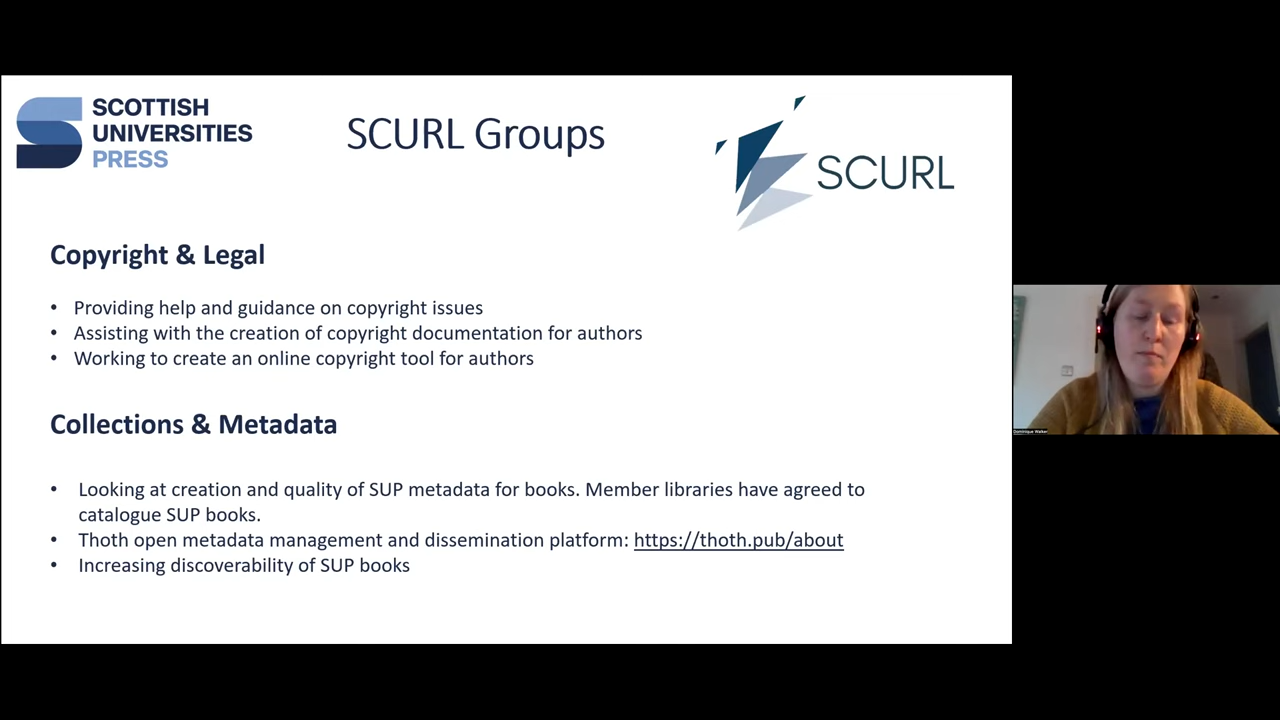 SCOTTISH
UNIVERSITIES
PRESS
SCURL Groups
SCURL
Copyright & Legal
• Providing help and guidance on copyright issues
• Assisting with the creation of copyright documentation for authors
• Working to create an online copyright tool for authors
Collections & Metadata
• Looking at creation and quality of SUP metadata for books. Member libraries have agreed to
catalogue SUP books.
• Thoth open metadata management and dissemination platform: https://thoth.pub/about
• Increasing discoverability of SUP books
Dominique Walker